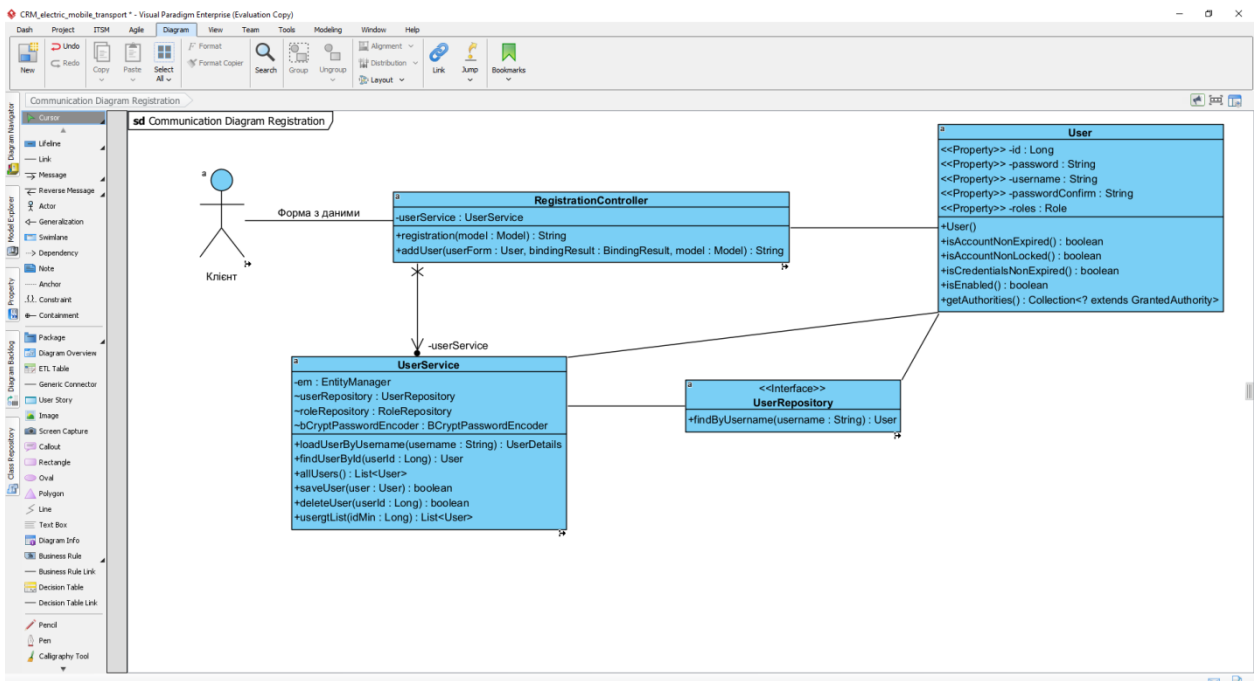 CRM_electric_mobile_transport * - Visual Paradigm Enterprise (Evaluation Copy)
Dash Project ITSM Agile Diagram View Team Tools Modeling Window Help
New
Undo
Redo
Copy
Paste
Select All
Format
Format Copier
Search
Group
Ungroup
Alignment
Distribution
Layout
Link
Jump
Bookmarks
Communication Diagram Registration
Diagram Navigator
Model Explorer
Property
Diagram Backlog
Class Repository
Cursor
Lifeline
Link
Message
Reverse Message
Actor
Generalization
Swimlane
Dependency
Note
Anchor
Constraint
Containment
Package
Diagram Overview
ETL Table
Generic Connector
User Story
Image
Screen Capture
Callout
Rectangle
Oval
Polygon
Line
Text Box
Diagram Info
Business Rule
Business Rule Link
Decision Table
Decision Table Link
Pencil
Pen
Calligraphy Tool
sd Communication Diagram Registration
a
Клієнт
Форма з даними
a
RegistrationController
-userService : UserService
+registration(model : Model) : String
+addUser(userForm : User, bindingResult : BindingResult, model : Model) : String
a
User
<<Property>> -id : Long
<<Property>> -password : String
<<Property>> -username : String
<<Property>> -passwordConfirm : String
<<Property>> -roles : Role
+User()
+isAccountNonExpired() : boolean
+isAccountNonLocked() : boolean
+isCredentialsNonExpired() : boolean
+isEnabled() : boolean
+getAuthorities() : Collection<? extends GrantedAuthority>
-userService
a
UserService
-em : EntityManager
~userRepository : UserRepository
~roleRepository : RoleRepository
~bCryptPasswordEncoder : BCryptPasswordEncoder
+loadUserByUsername(username : String) : UserDetails
+findUserById(userId : Long) : User
+allUsers() : List<User>
+saveUser(user : User) : boolean
+deleteUser(userId : Long) : boolean
+usergtList(idMin : Long) : List<User>
a
<<Interface>>
UserRepository
+findByUsername(username : String) : User